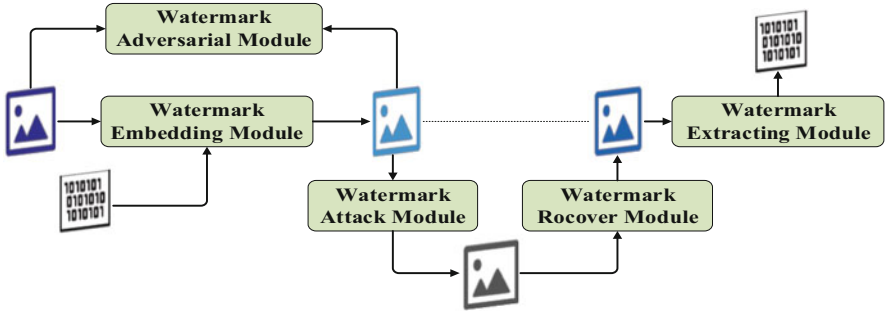 Watermark
Adversarial Module
1010101
0101010
1010101
Watermark
Embedding Module
Watermark
Extracting Module
1010101
0101010
1010101
Watermark
Attack Module
Watermark
Rocover Module